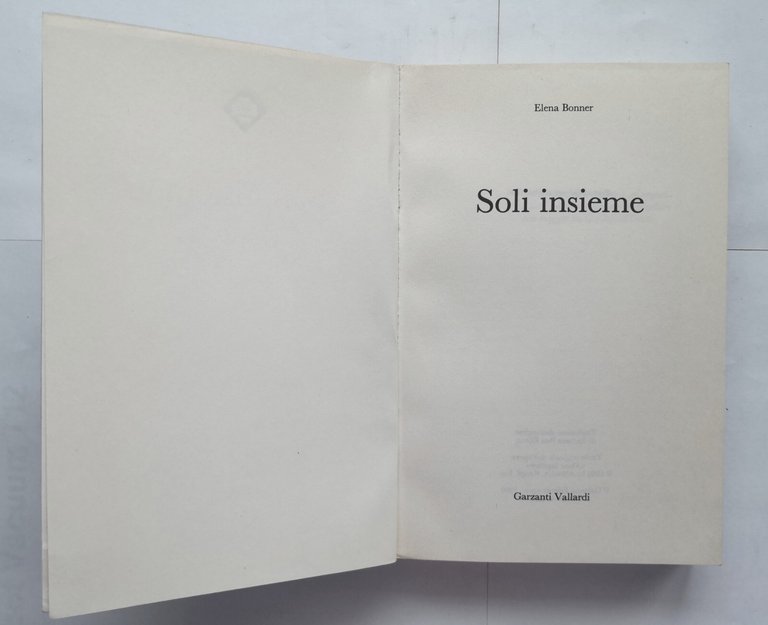 Elena Bonner
Soli insieme
Garzanti Vallardi